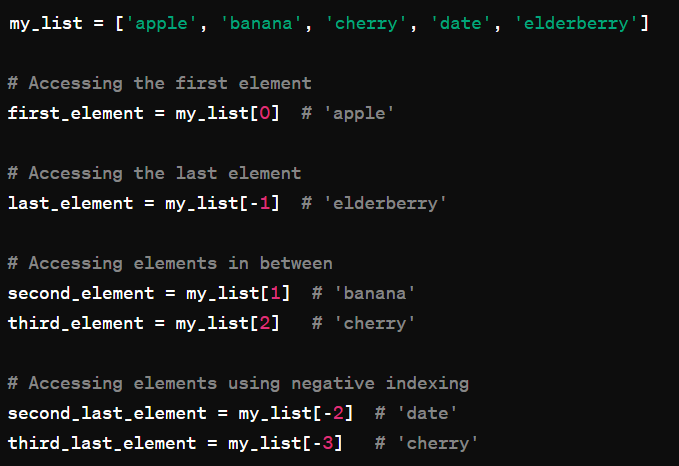 my_list = ['apple', 'banana', 'cherry', 'date', 'elderberry']
# Accessing the first element
first_element = my_list[0]  # 'apple'
# Accessing the last element
last_element = my_list[-1]  # 'elderberry'
# Accessing elements in between
second_element = my_list[1]  # 'banana'
third_element = my_list[2]   # 'cherry'
# Accessing elements using negative indexing
second_last_element = my_list[-2]  # 'date'
third_last_element = my_list[-3]   # 'cherry'